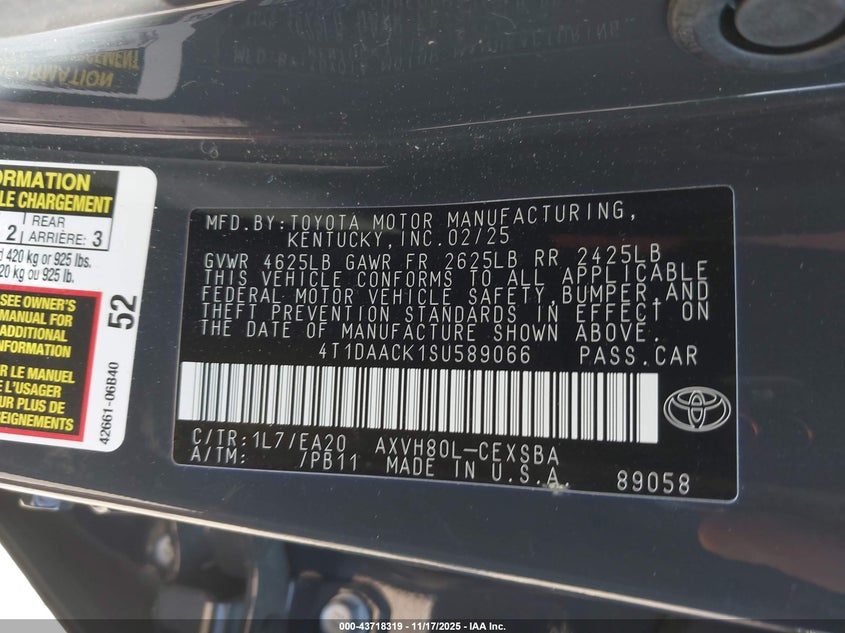 ORMATION
LE CHARGEMENT
2
REAR
ARRIÈRE: 3
420 kg or 925 lbs.
20 kg ou 925 lb.
SEE OWNER'S
MANUAL FOR
ADDITIONAL
INFORMATION
R LE MANUEL
L'USAGER
UR PLUS DE
SEIGNEMENTS
52
42661-06B40
MFD.BY:TOYOTA MOTOR MANUFACTURING,
KENTUCKY,INC.02/25
GVWR 4625LB GAWR FR 2625LB RR 2425LB
THIS VEHICLE CONFORMS TO ALL APPLICABLE
FEDERAL MOTOR VEHICLE SAFETY,BUMPER,AND
THEFT PREVENTION STANDARDS IN EFFECT ON
THE DATE OF MANUFACTURE SHOWN ABOVE.
4T1DAACK1SU589066 PASS.CAR
C/TR:1L7/EA20 AXVH80L-CEXSBA
A/TM: /PB11 MADE IN U.S.A.
89058
000-43718319 - 11/17/2025 - IAA Inc.